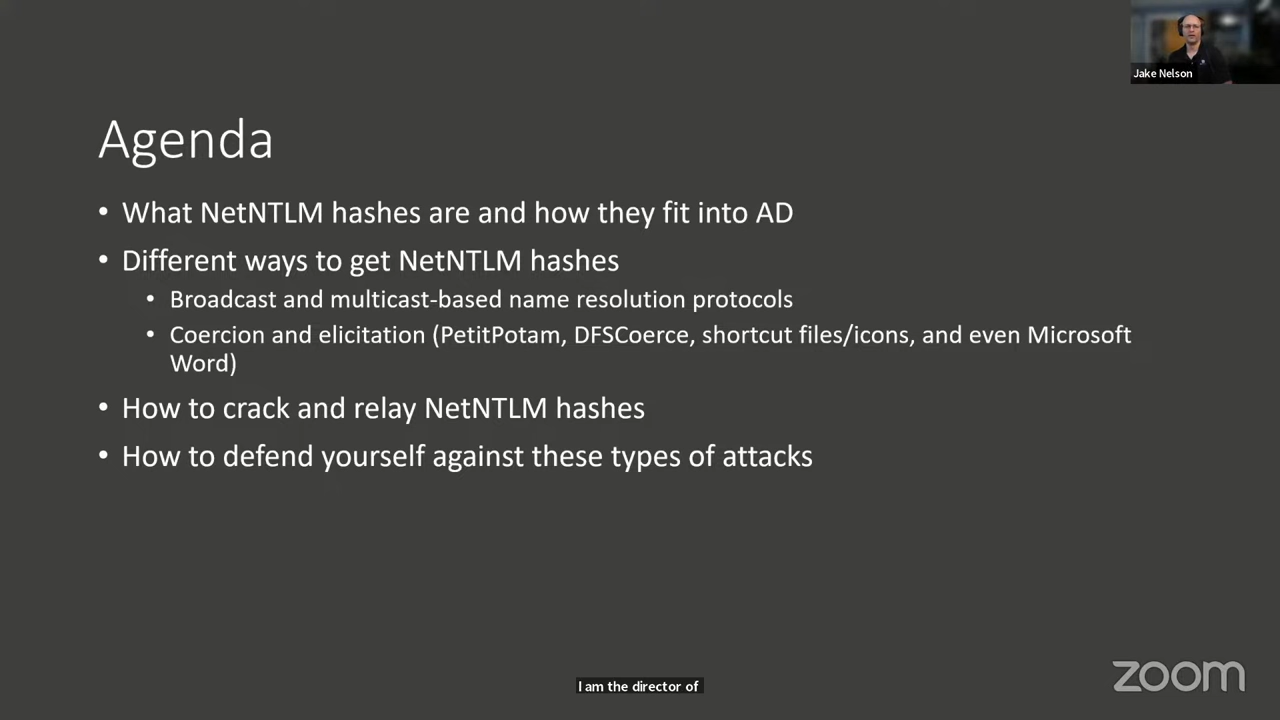 Jake Nelson
Agenda
• What NetNTLM hashes are and how they fit into AD
• Different ways to get NetNTLM hashes
• Broadcast and multicast-based name resolution protocols
• Coercion and elicitation (PetitPotam, DFSCoerce, shortcut files/icons, and even Microsoft
Word)
• How to crack and relay NetNTLM hashes
• How to defend yourself against these types of attacks
I am the director of
zoom